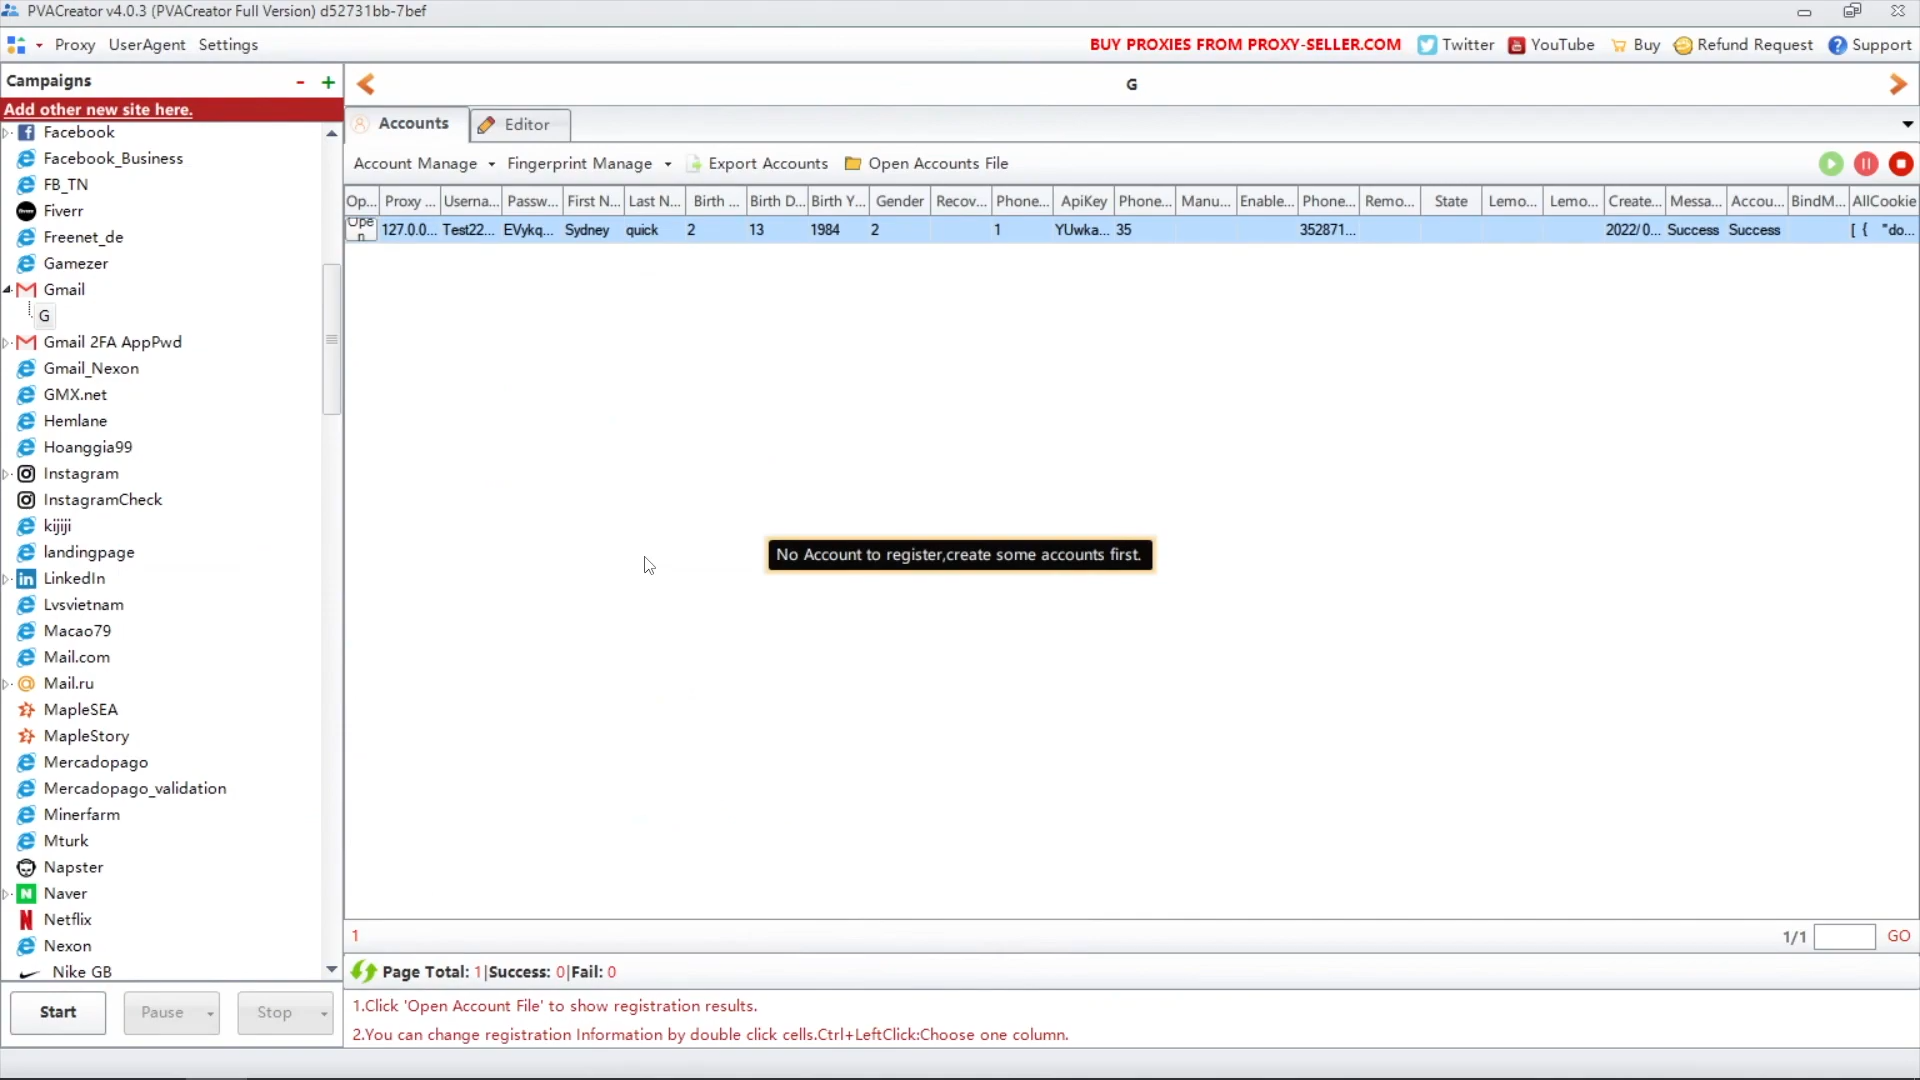 PVACreator v4.0.3 (PVACreator Full Version) d52731bb-7bef
Proxy UserAgent Settings BUY PROXIES FROM PROXY-SELLER.COM Twitter YouTube Buy Refund Request Support
Campaigns - +
Add other new site here.
Facebook
Facebook_Business
FB_TN
Fiverr
Freenet_de
Gamezer
Gmail
G
Gmail 2FA AppPwd
Gmail_Nexon
GMX.net
Hemlane
Hoanggia99
Instagram
InstagramCheck
kijiji
landingpage
LinkedIn
Lvsvietnam
Macao79
Mail.com
Mail.ru
MapleSEA
MapleStory
Mercadopago
Mercadopago_validation
Minerfarm
Mturk
Napster
Naver
Netflix
Nexon
Nike GB
Start Pause Stop
G
Accounts Editor
Account Manage Fingerprint Manage Export Accounts Open Accounts File
Op... Proxy ... Userna... Passw... First N... Last N... Birth ... Birth D... Birth Y... Gender Recov... Phone... ApiKey Phone... Manu... Enable... Phone... Remo... State Lemo... Lemo... Create... Messa... Accou... BindM... AllCookie
Open 127.0.0... Test22... EVykq... Sydney quick 2 13 1984 2 1 YUwka... 35 352871... 2022/0... Success Success [ { "do...
No Account to register,create some accounts first.
1 1/1 GO
Page Total: 1|Success: 0|Fail: 0
1.Click 'Open Account File' to show registration results.
2.You can change registration Information by double click cells.Ctrl+LeftClick:Choose one column.